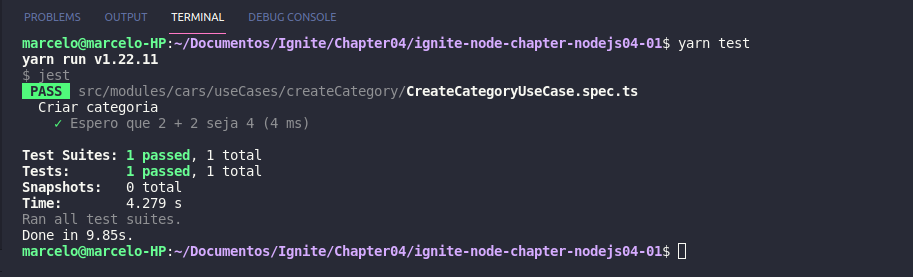 PROBLEMS OUTPUT TERMINAL DEBUG CONSOLE
marcelo@marcelo-HP:~/Documentos/Ignite/Chapter04/ignite-node-chapter-nodejs04-01$ yarn test
yarn run v1.22.11
$ jest
PASS src/modules/cars/useCases/createCategory/CreateCategoryUseCase.spec.ts
Criar categoria
✓ Espero que 2 + 2 seja 4 (4 ms)
Test Suites: 1 passed, 1 total
Tests: 1 passed, 1 total
Snapshots: 0 total
Time: 4.279 s
Ran all test suites.
Done in 9.85s.
marcelo@marcelo-HP:~/Documentos/Ignite/Chapter04/ignite-node-chapter-nodejs04-01$